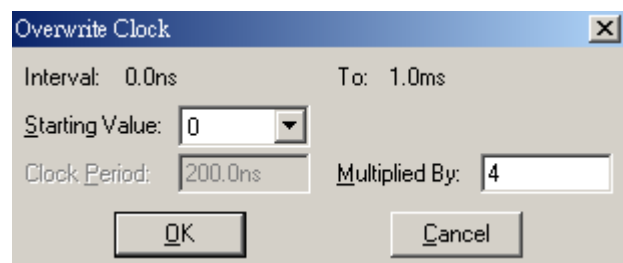 Overwrite Clock
Interval: 0.0ns To: 1.0ms
Starting Value: 0
Clock Period: 200.0ns Multiplied By: 4
OK Cancel